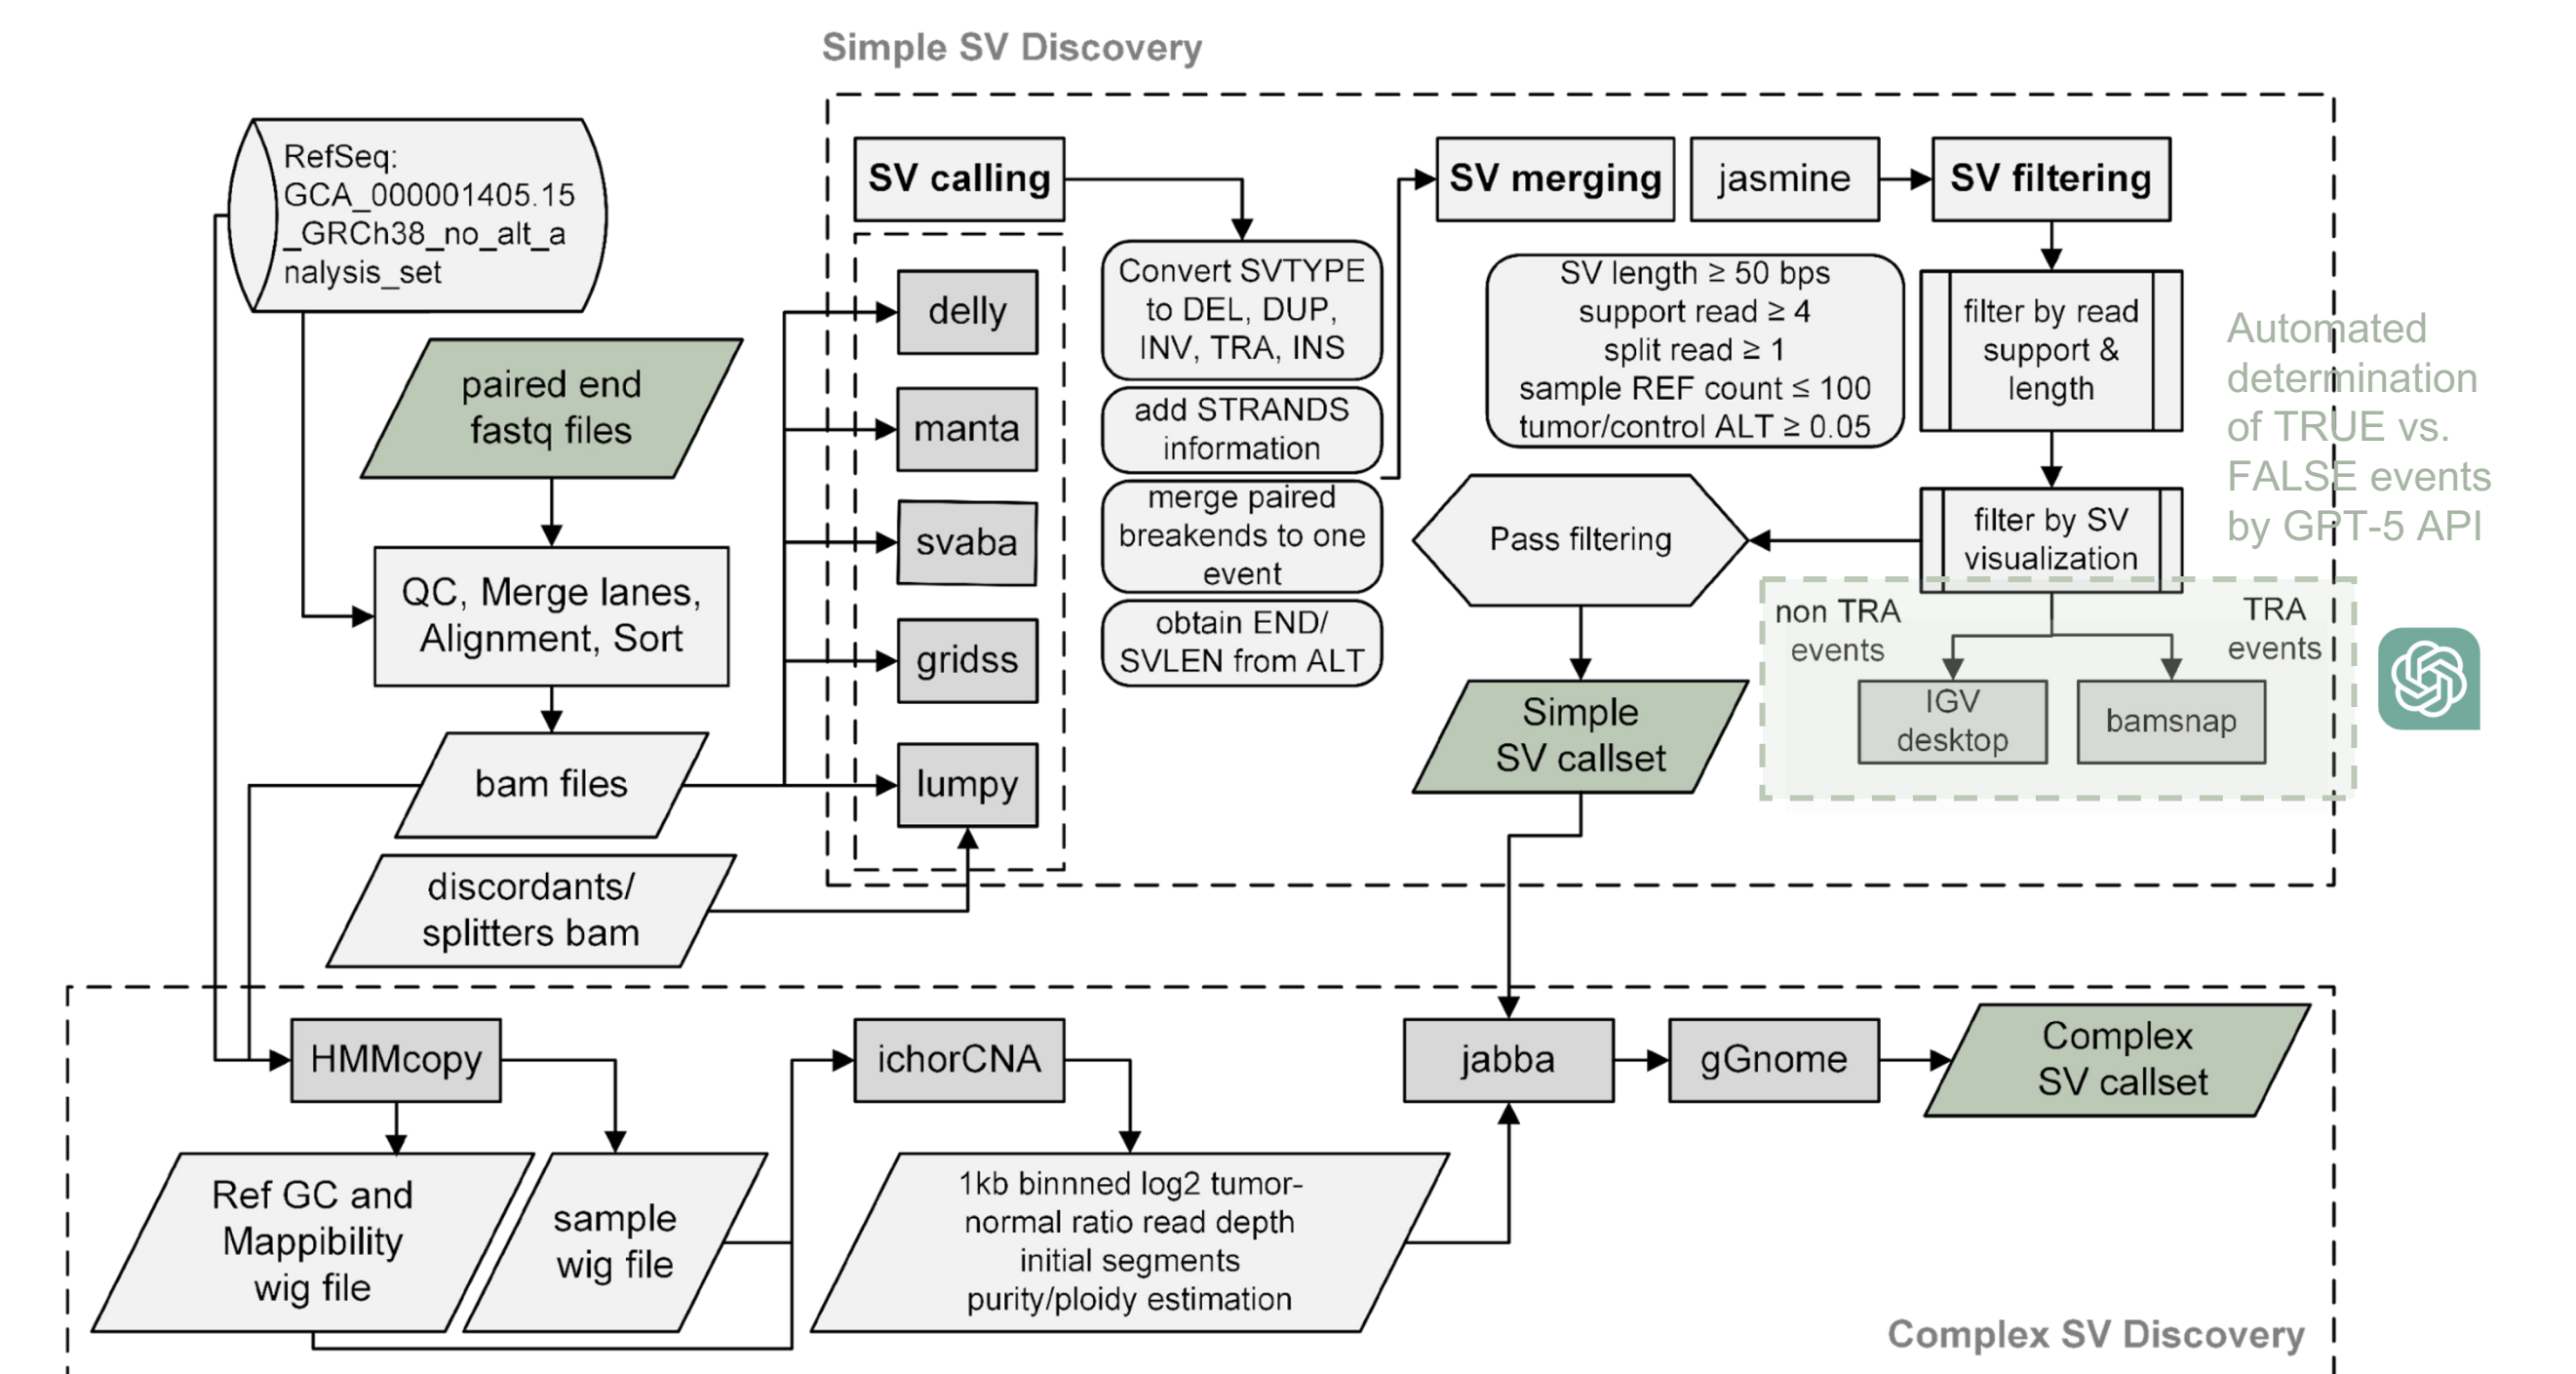 Simple SV Discovery
RefSeq:
GCA_000001405.15
_GRCh38_no_alt_a
nalysis_set
paired end
fastq files
QC, Merge lanes,
Alignment, Sort
bam files
discordants/
splitters bam
SV calling
delly
manta
svaba
gridss
lumpy
Convert SVTYPE
to DEL, DUP,
INV, TRA, INS
add STRANDS
information
merge paired
breakends to one
event
obtain END/
SVLEN from ALT
SV merging
jasmine
SV filtering
SV length ≥ 50 bps
support read ≥ 4
split read ≥ 1
sample REF count ≤ 100
tumor/control ALT ≥ 0.05
filter by read
support &
length
Automated
determination
of TRUE vs.
FALSE events
by GPT-5 API
filter by SV
visualization
Pass filtering
non TRA
events
TRA
events
IGV
desktop
bamsnap
Simple
SV callset
HMMcopy
ichorCNA
jabba
gGnome
Complex
SV callset
Ref GC and
Mappibility
wig file
sample
wig file
1kb binnned log2 tumor-
normal ratio read depth
initial segments
purity/ploidy estimation
Complex SV Discovery